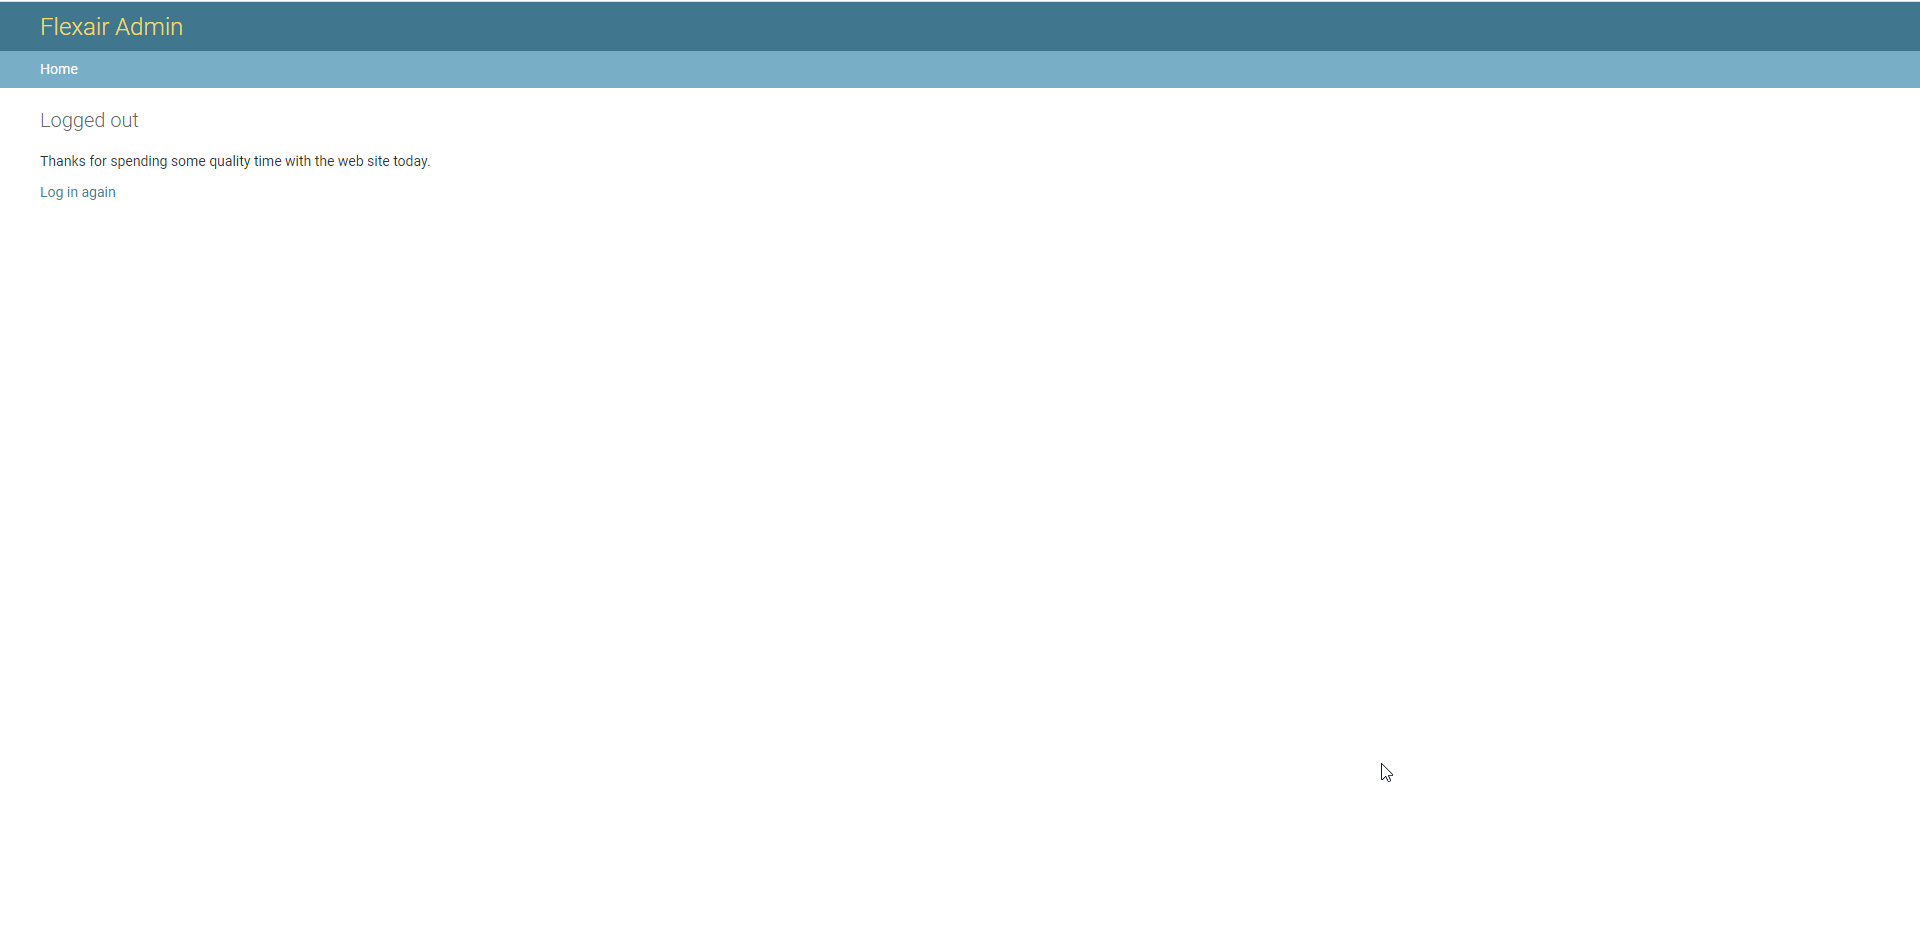 Flexair Admin
Home
Logged out
Thanks for spending some quality time with the web site today.
Log in again